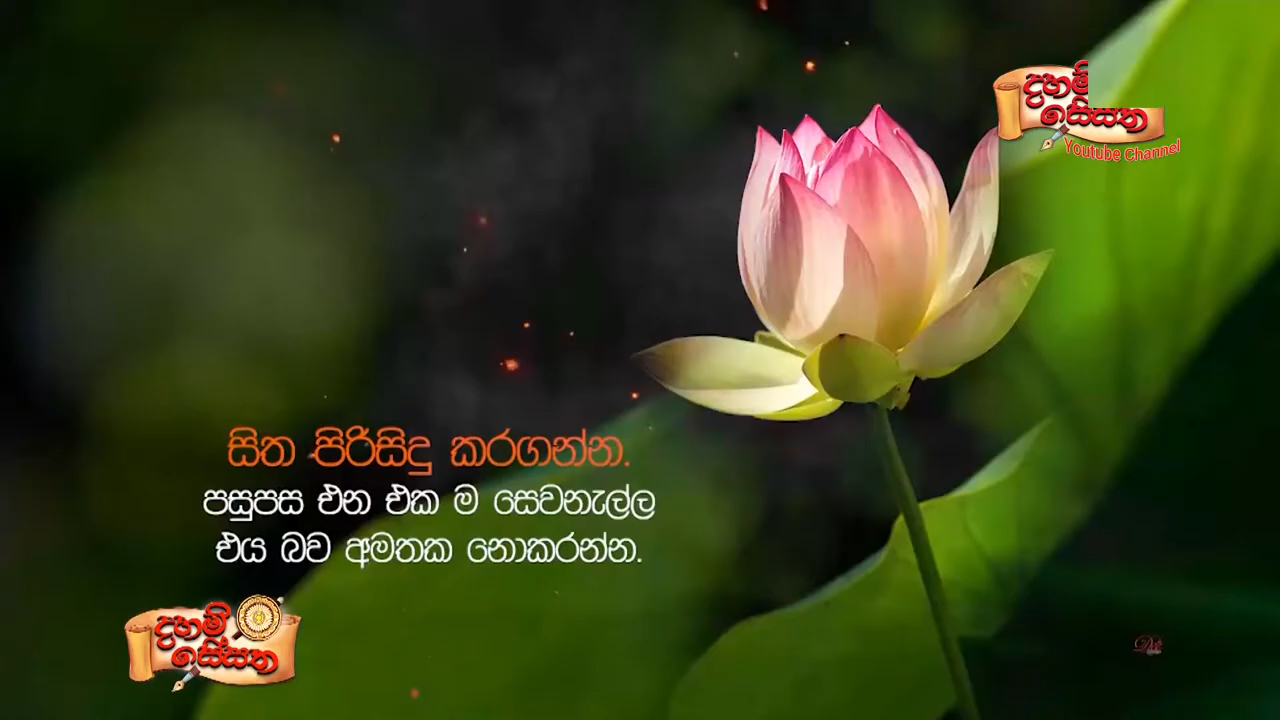 දහම්
සේසත
Youtube Channel
සිත පිරිසිදු කරගන්න.
පසුපස එන එක ම සෙවනැල්ල
එය බව අමතක නොකරන්න.
දහම්
සේසත